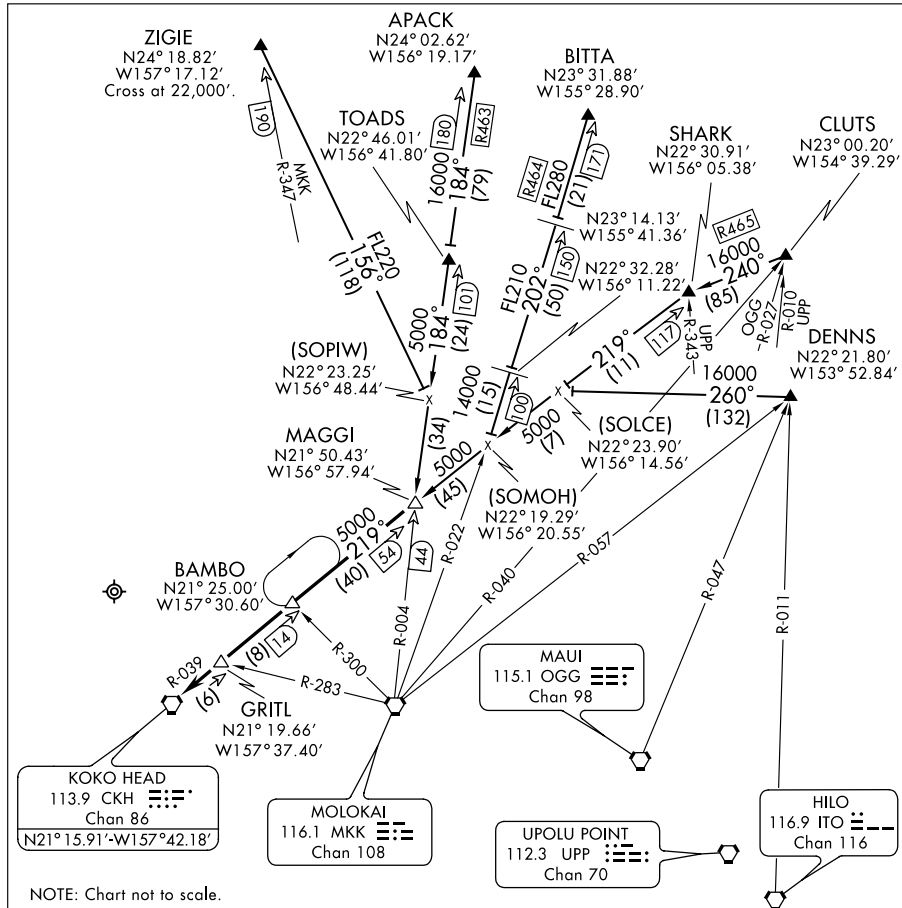 ZIGIE
N24° 18.82'
W157° 17.12'
Cross at 22,000'.
APACK
N24° 02.62'
W156° 19.17'
BITTA
N23° 31.88'
W155° 28.90'
TOADS
N22° 46.01'
W156° 41.80'
SHARK
N22° 30.91'
W156° 05.38'
CLUTS
N23° 00.20'
W154° 39.29'
190
MKK
R-347
FL220
156°
(118)
180
R463
16000
184°
(79)
R464
FL280
(21)
171
N23° 14.13'
W155° 41.36'
R465
16000
240°
(85)
150
FL210
202°
(50)
N22° 32.28'
W156° 11.22'
101
5000
184°
(24)
117
UPP
R-343
219°
(11)
OGG
R-027
R-010
UPP
DENNS
N22° 21.80'
W153° 52.84'
16000
260°
(132)
(SOPIW)
N22° 23.25'
W156° 48.44'
14000
(15)
100
5000
(7)
(SOLCE)
N22° 23.90'
W156° 14.56'
MAGGI
N21° 50.43'
W156° 57.94'
(34)
5000
(45)
(SOMOH)
N22° 19.29'
W156° 20.55'
5000
219°
(40)
54
44
R-004
R-022
R-040
R-057
R-047
R-011
BAMBO
N21° 25.00'
W157° 30.60'
(8)
14
R-300
R-283
R-039
(6)
GRITL
N21° 19.66'
W157° 37.40'
MAUI
115.1 OGG
Chan 98
KOKO HEAD
113.9 CKH
Chan 86
N21° 15.91'-W157° 42.18'
MOLOKAI
116.1 MKK
Chan 108
UPOLU POINT
112.3 UPP
Chan 70
HILO
116.9 ITO
Chan 116
NOTE: Chart not to scale.